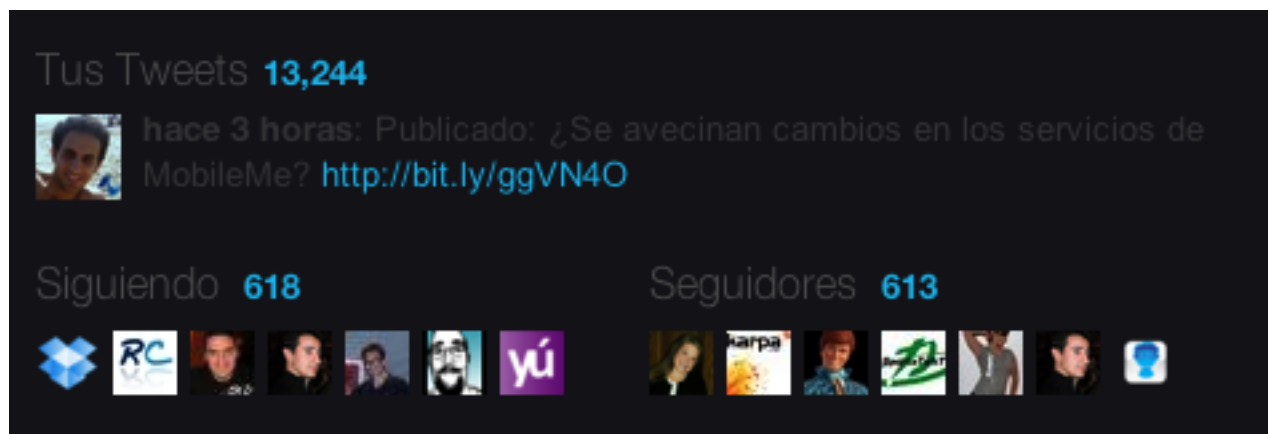 Tus Tweets 13,244
hace 3 horas: Publicado: ¿Se avecinan cambios en los servicios de
MobileMe? http://bit.ly/ggVN4O
Siguiendo 618
Seguidores 613
RC
yú
karpa